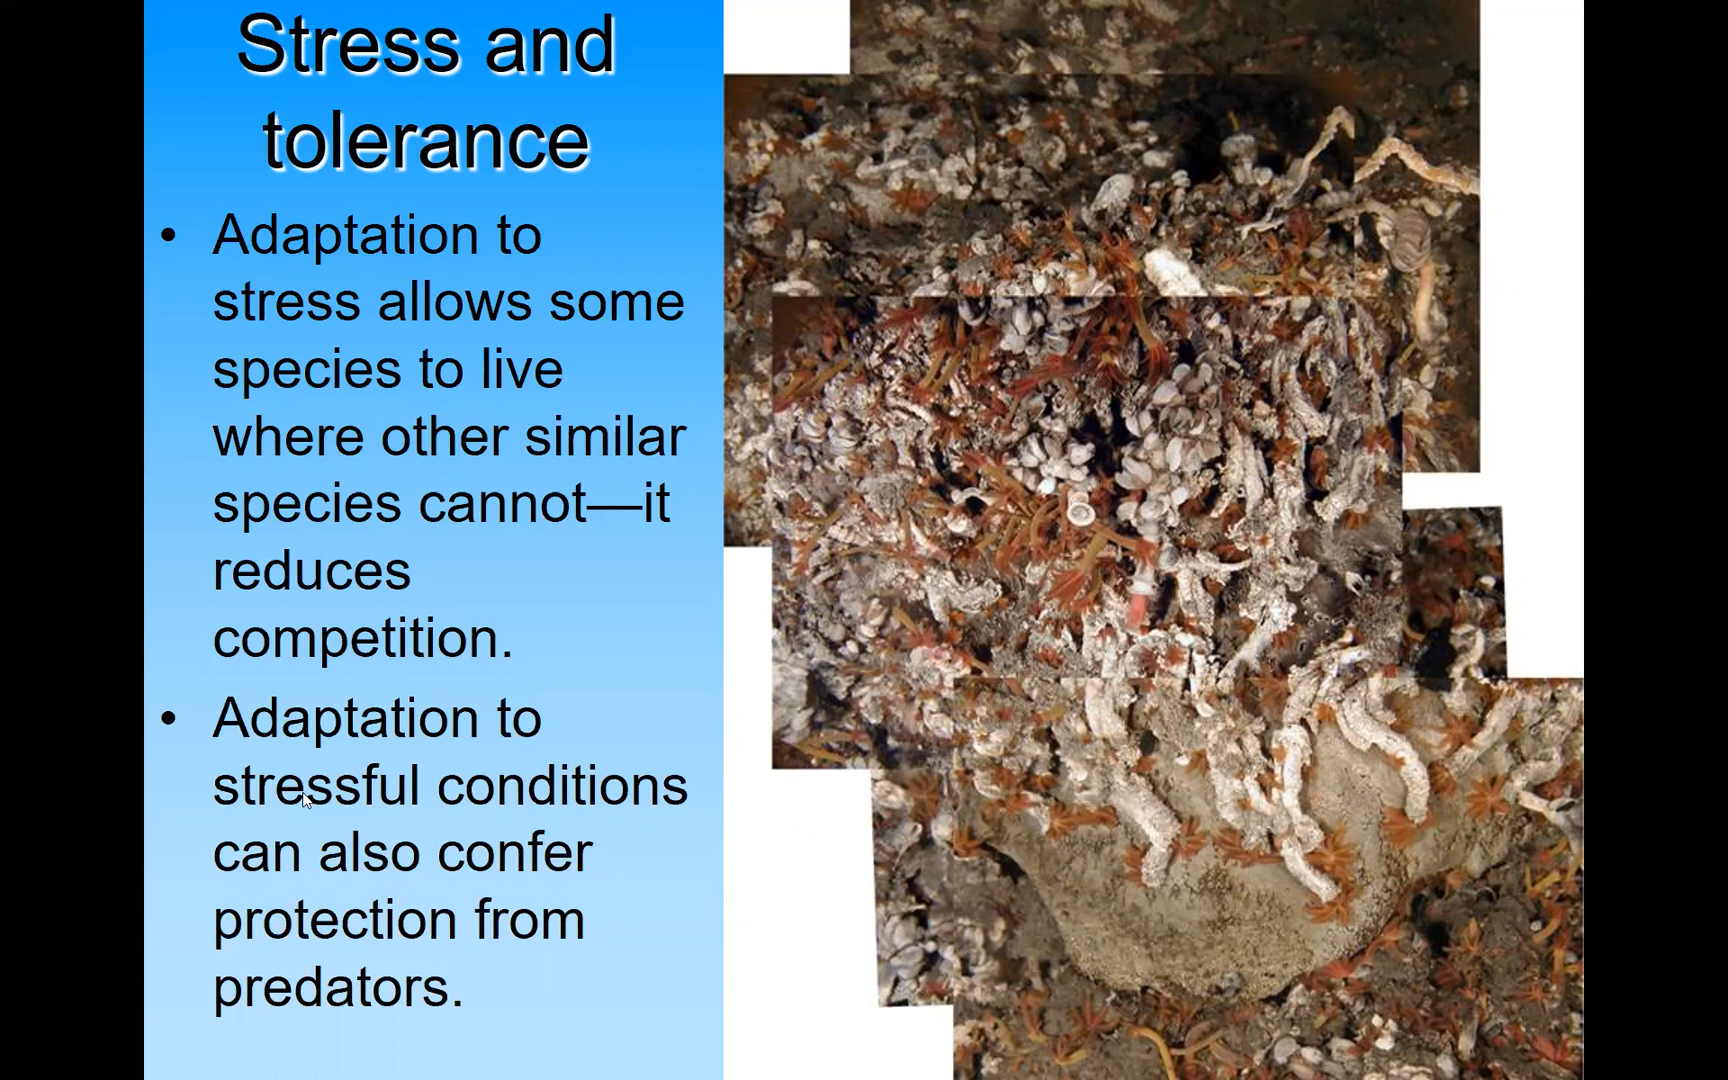 Stress and
tolerance
• Adaptation to
stress allows some
species to live
where other similar
species cannot—it
reduces
competition.
• Adaptation to
stressful conditions
can also confer
protection from
predators.